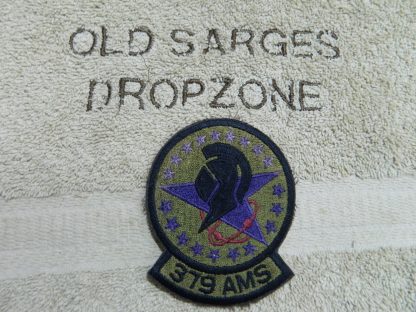 OLD SARGES
DROPZONE
379 AMS